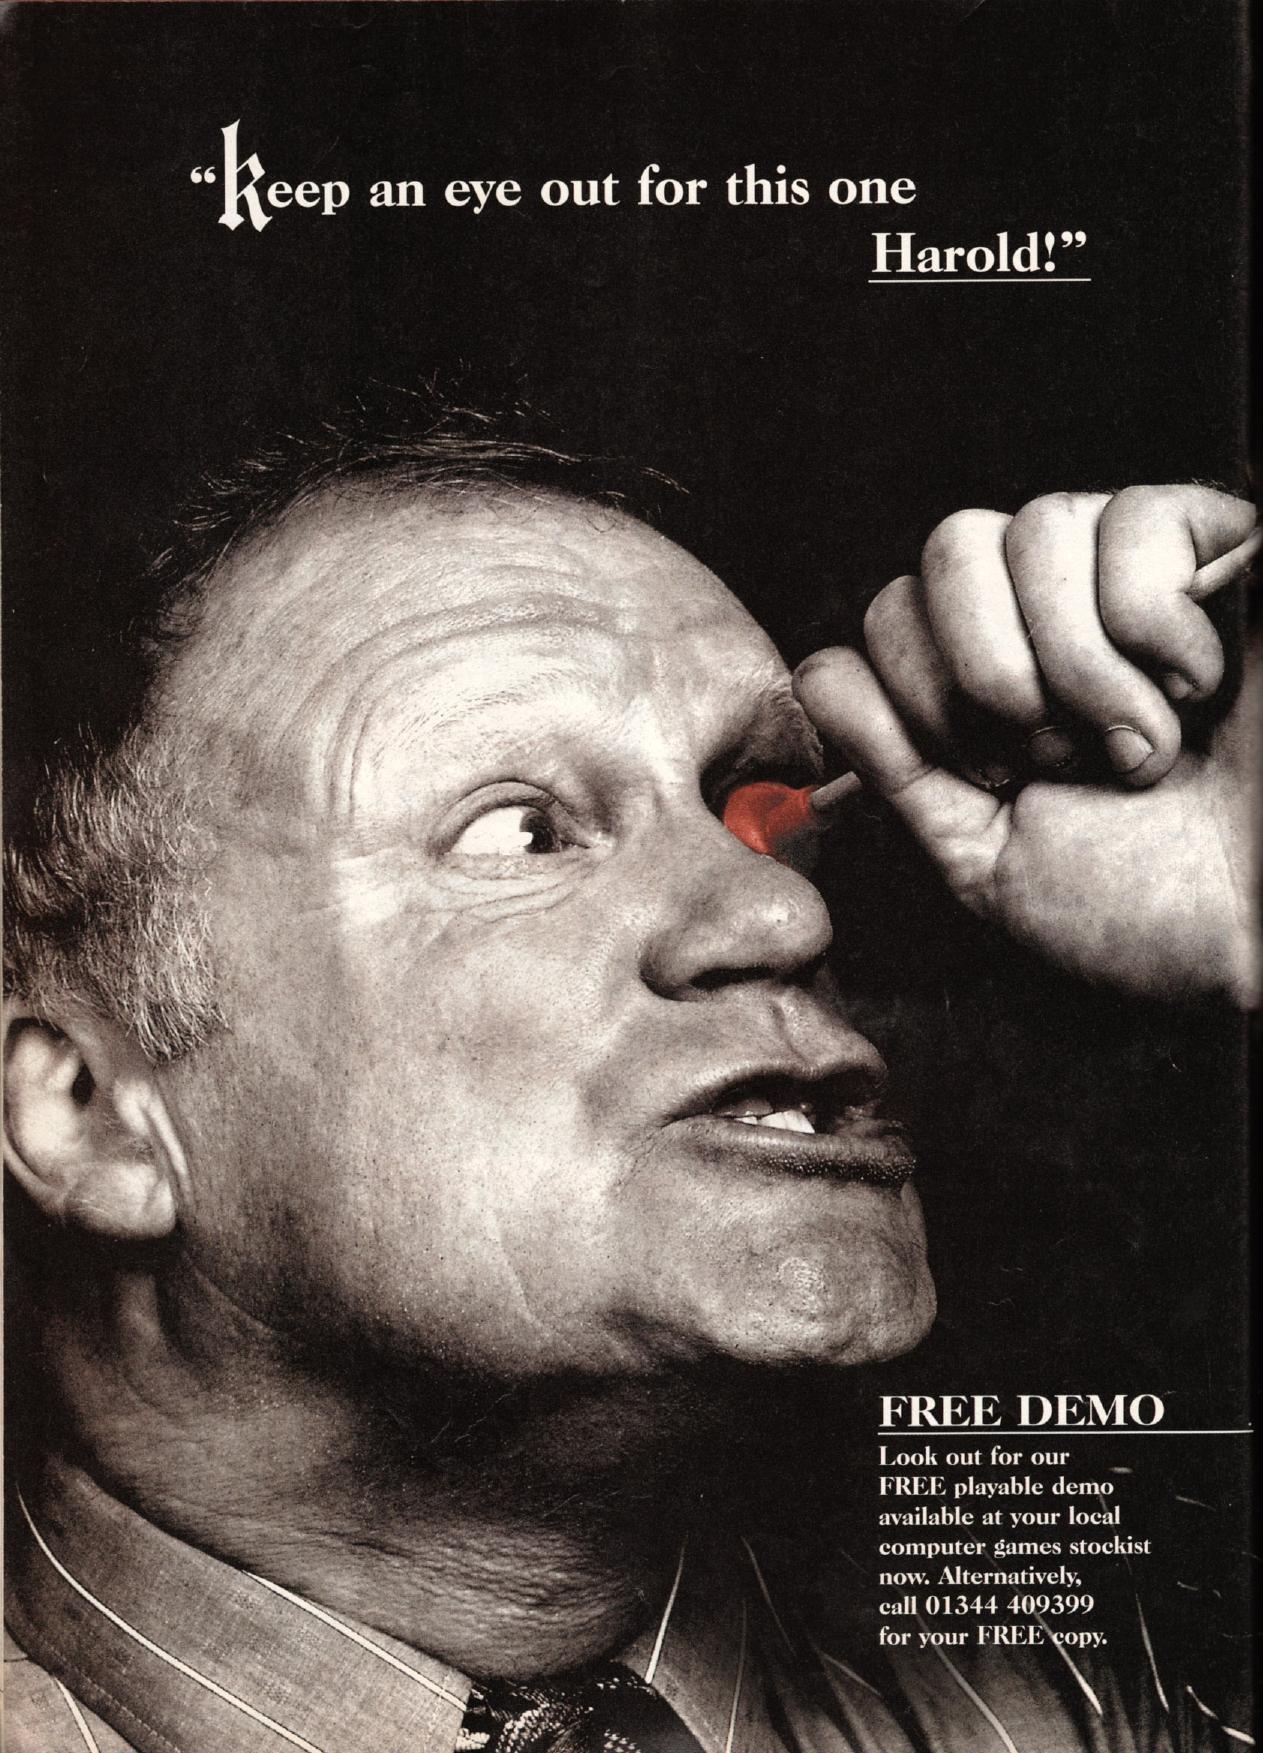 “keep an eye out for this one
Harold!”
FREE DEMO
Look out for our
FREE playable demo
available at your local
computer games stockist
now. Alternatively,
call 01344 409399
for your FREE copy.